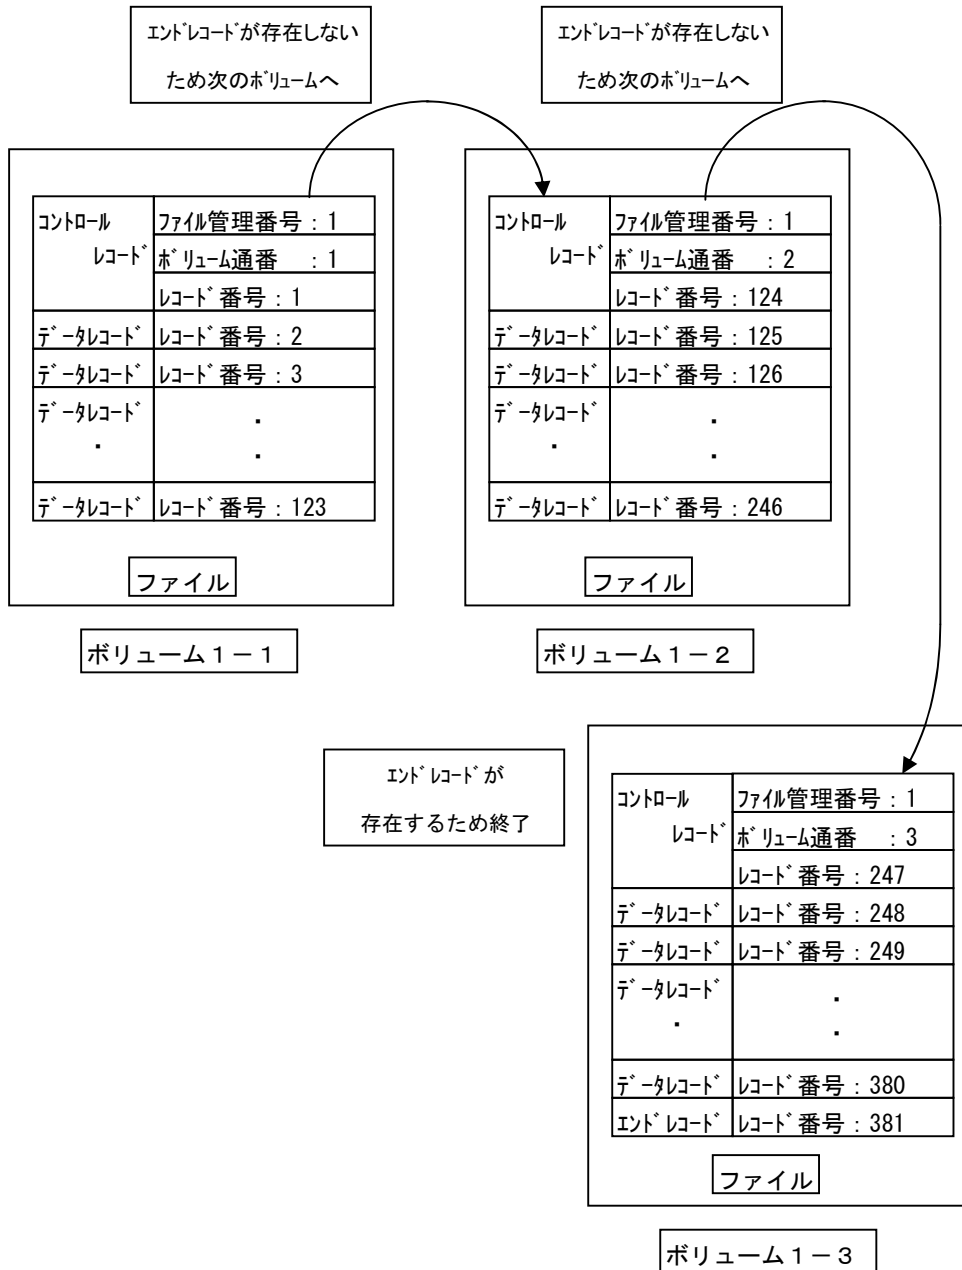 ｴﾝﾄﾞﾚｺｰﾄﾞが存在しない
ため次のﾎﾞﾘｭｰﾑへ
ｴﾝﾄﾞﾚｺｰﾄﾞが存在しない
ため次のﾎﾞﾘｭｰﾑへ
ｺﾝﾄﾛｰﾙ
ﾚｺｰﾄﾞ
ﾌｧｲﾙ管理番号：1
ﾎﾞﾘｭｰﾑ通番　：1
ﾚｺｰﾄﾞ番号：1
ﾃﾞｰﾀﾚｺｰﾄﾞ ﾚｺｰﾄﾞ番号：2
ﾃﾞｰﾀﾚｺｰﾄﾞ ﾚｺｰﾄﾞ番号：3
ﾃﾞｰﾀﾚｺｰﾄﾞ ・
・ ・
ﾃﾞｰﾀﾚｺｰﾄﾞ ﾚｺｰﾄﾞ番号：123
ファイル
ボリューム１－１
ｺﾝﾄﾛｰﾙ
ﾚｺｰﾄﾞ
ﾌｧｲﾙ管理番号：1
ﾎﾞﾘｭｰﾑ通番　：2
ﾚｺｰﾄﾞ番号：124
ﾃﾞｰﾀﾚｺｰﾄﾞ ﾚｺｰﾄﾞ番号：125
ﾃﾞｰﾀﾚｺｰﾄﾞ ﾚｺｰﾄﾞ番号：126
ﾃﾞｰﾀﾚｺｰﾄﾞ ・
・ ・
ﾃﾞｰﾀﾚｺｰﾄﾞ ﾚｺｰﾄﾞ番号：246
ファイル
ボリューム１－２
ｴﾝﾄﾞﾚｺｰﾄﾞが
存在するため終了
ｺﾝﾄﾛｰﾙ
ﾚｺｰﾄﾞ
ﾌｧｲﾙ管理番号：1
ﾎﾞﾘｭｰﾑ通番　：3
ﾚｺｰﾄﾞ番号：247
ﾃﾞｰﾀﾚｺｰﾄﾞ ﾚｺｰﾄﾞ番号：248
ﾃﾞｰﾀﾚｺｰﾄﾞ ﾚｺｰﾄﾞ番号：249
ﾃﾞｰﾀﾚｺｰﾄﾞ ・
・ ・
ﾃﾞｰﾀﾚｺｰﾄﾞ ﾚｺｰﾄﾞ番号：380
ｴﾝﾄﾞﾚｺｰﾄﾞ ﾚｺｰﾄﾞ番号：381
ファイル
ボリューム１－３